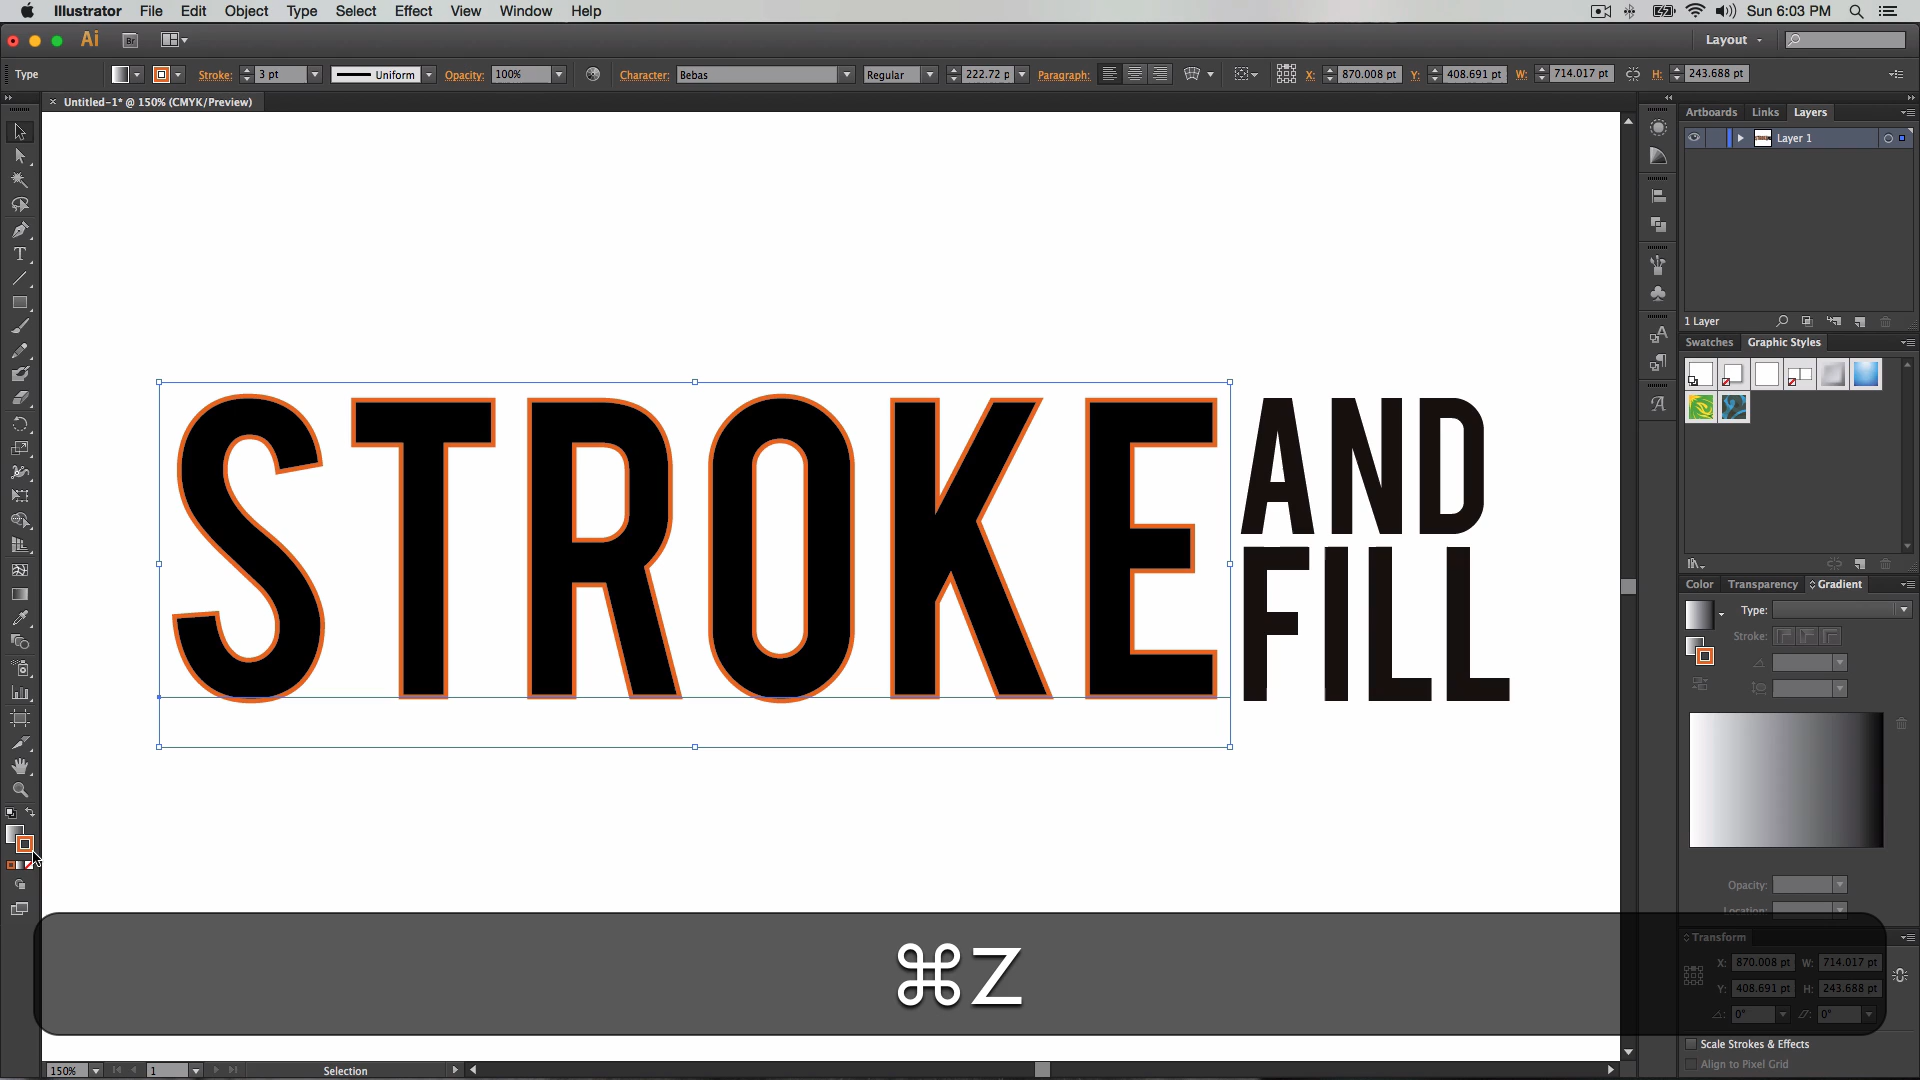 Illustrator File Edit Object Type Select Effect View Window Help Sun 6:03 PM
Ai Br Layout
Type Stroke: 3 pt Uniform Opacity: 100% Character: Bebas Regular 222.72 p Paragraph: X: 870.008 pt Y: 408.691 pt W: 714.017 pt H: 243.688 pt
Untitled-1* @ 150% (CMYK/Preview)
Artboards Links Layers
Layer 1
1 Layer
Swatches Graphic Styles
STROKE AND
FILL
Color Transparency Gradient
Type:
Stroke:
Opacity:
Location:
⌘Z
Transform
X: 870.008 pt W: 714.017 pt
Y: 408.691 pt H: 243.688 pt
0° 0°
Scale Strokes & Effects
Align to Pixel Grid
150% 1 Selection